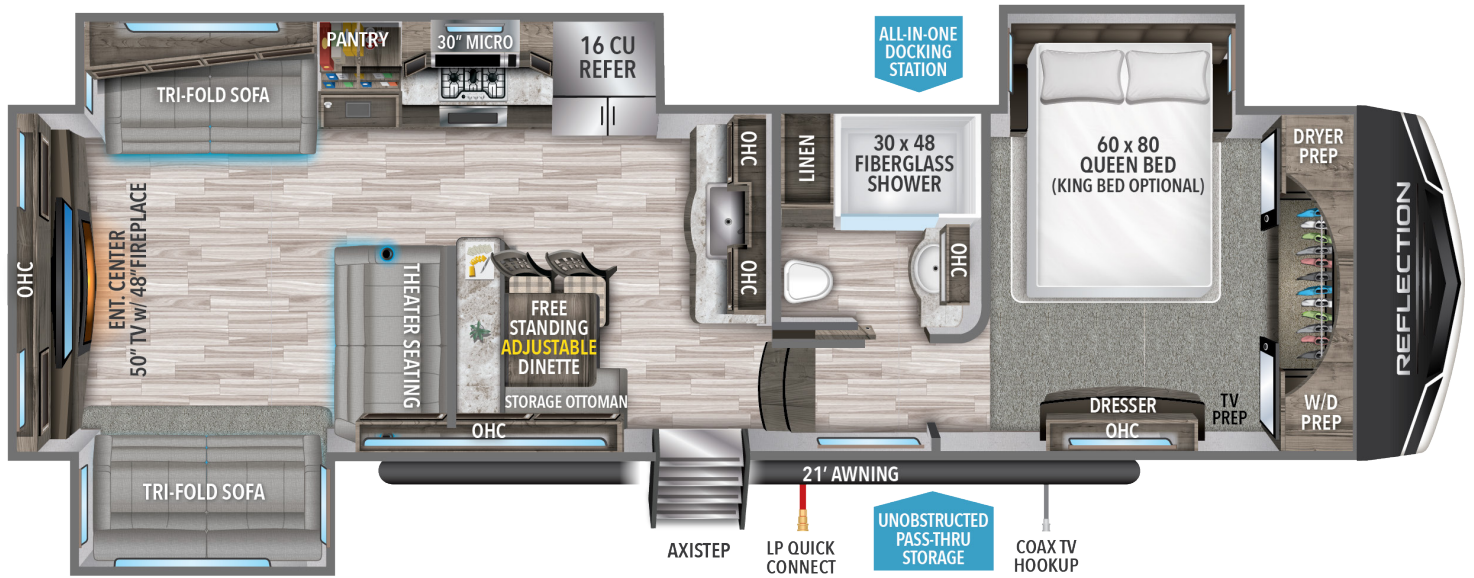 PANTRY
30" MICRO
16 CU
REFER
TRI-FOLD SOFA
ALL-IN-ONE
DOCKING
STATION
OHC
LINEN
30 x 48
FIBERGLASS
SHOWER
60 x 80
QUEEN BED
(KING BED OPTIONAL)
DRYER
PREP
OHC
ENT. CENTER
50" TV w/ 48"FIREPLACE
THEATER SEATING
FREE
STANDING
ADJUSTABLE
DINETTE
STORAGE OTTOMAN
OHC
OHC
OHC
DRESSER
OHC
TV
PREP
W/D
PREP
REFLECTION
TRI-FOLD SOFA
21' AWNING
AXISTEP
LP QUICK
CONNECT
UNOBSTRUCTED
PASS-THRU
STORAGE
COAX TV
HOOKUP